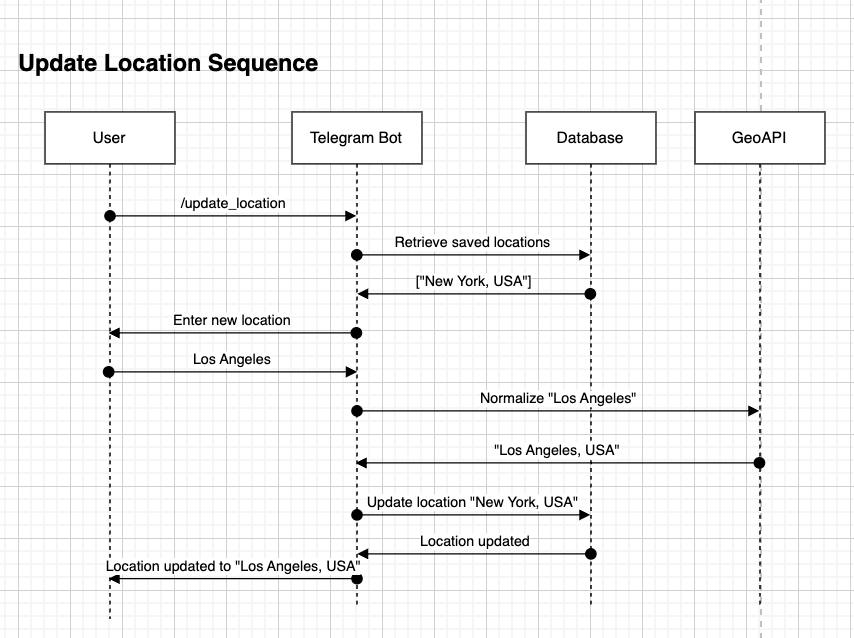 Update Location Sequence
User
Telegram Bot
Database
GeoAPI
/update_location
Retrieve saved locations
["New York, USA"]
Enter new location
Los Angeles
Normalize "Los Angeles"
"Los Angeles, USA"
Update location "New York, USA"
Location updated
Location updated to "Los Angeles, USA"